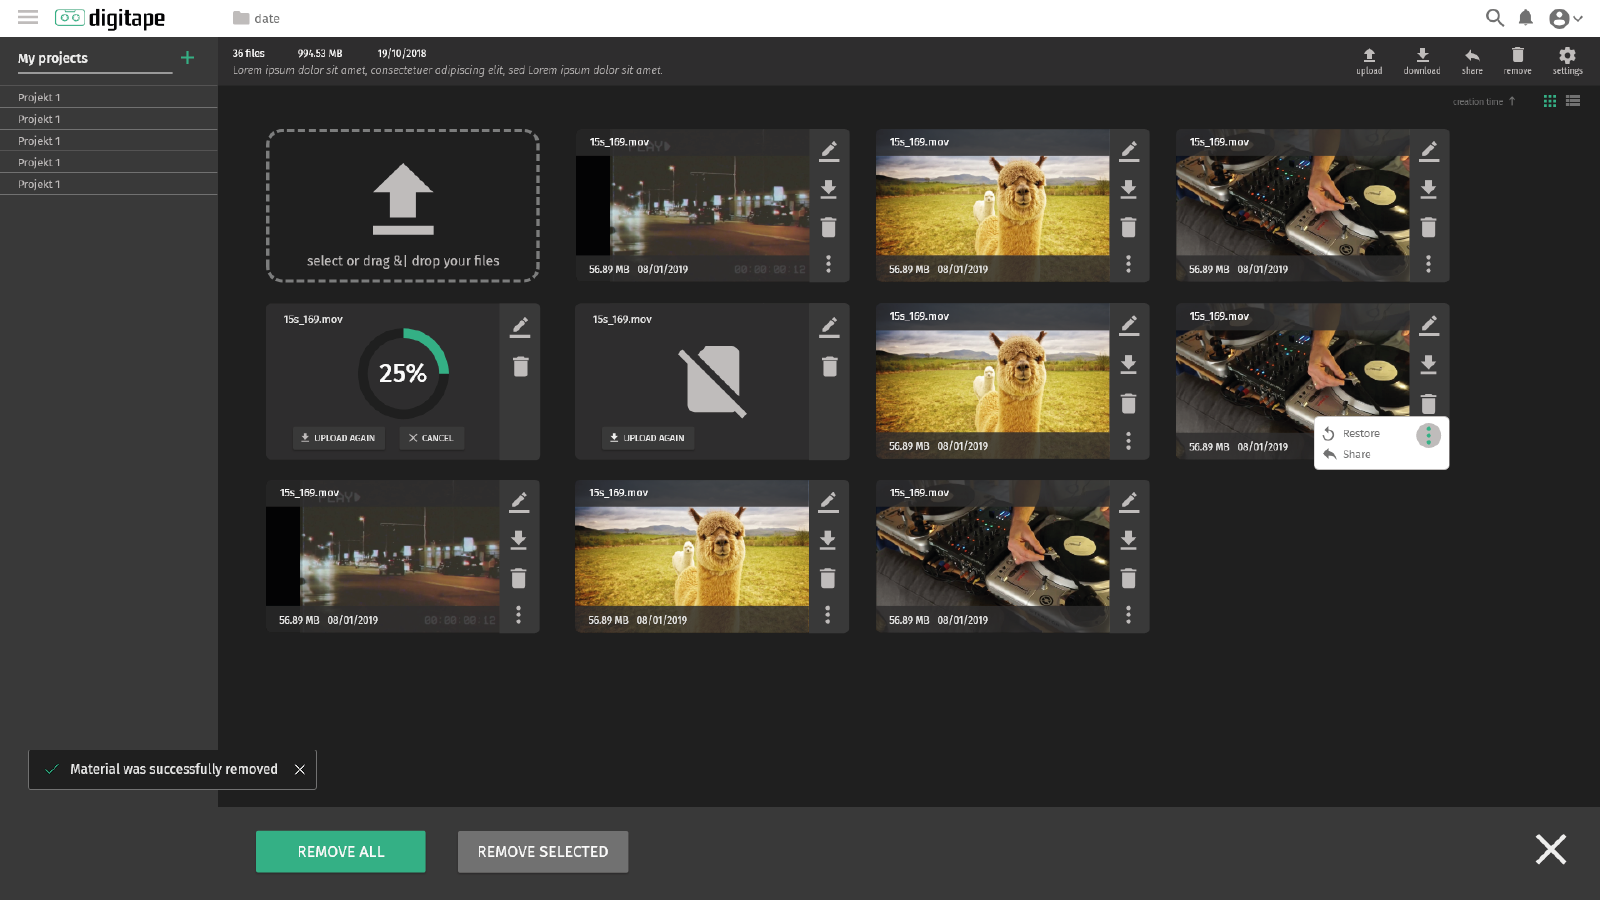 digitape
date
My projects
Projekt 1
Projekt 1
Projekt 1
Projekt 1
Projekt 1
36 files 994.53 MB 19/10/2018
Lorem ipsum dolor sit amet, consectetuer adipiscing elit, sed Lorem ipsum dolor sit amet.
upload download share remove settings
creation time
select or drag &| drop your files
15s_169.mov
PLAY
56.89 MB 08/01/2019
00:00:00.12
15s_169.mov
56.89 MB 08/01/2019
15s_169.mov
56.89 MB 08/01/2019
15s_169.mov
25%
UPLOAD AGAIN CANCEL
15s_169.mov
UPLOAD AGAIN
15s_169.mov
56.89 MB 08/01/2019
15s_169.mov
56.89 MB 08/01/2019
Restore
Share
15s_169.mov
PLAY
56.89 MB 08/01/2019
00:00:00.12
15s_169.mov
56.89 MB 08/01/2019
15s_169.mov
56.89 MB 08/01/2019
Material was successfully removed
REMOVE ALL REMOVE SELECTED